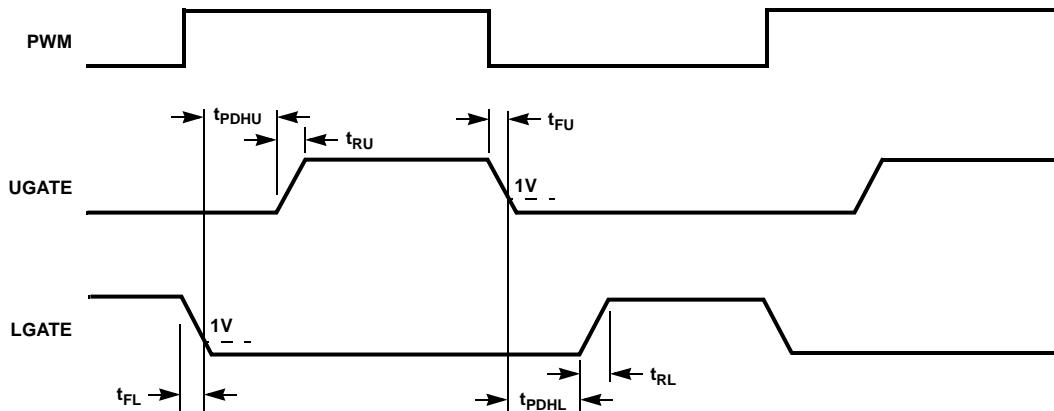 PWM
tPDHU
tRU
tFU
UGATE
1V
LGATE
1V
tFL
tRL
tPDHL